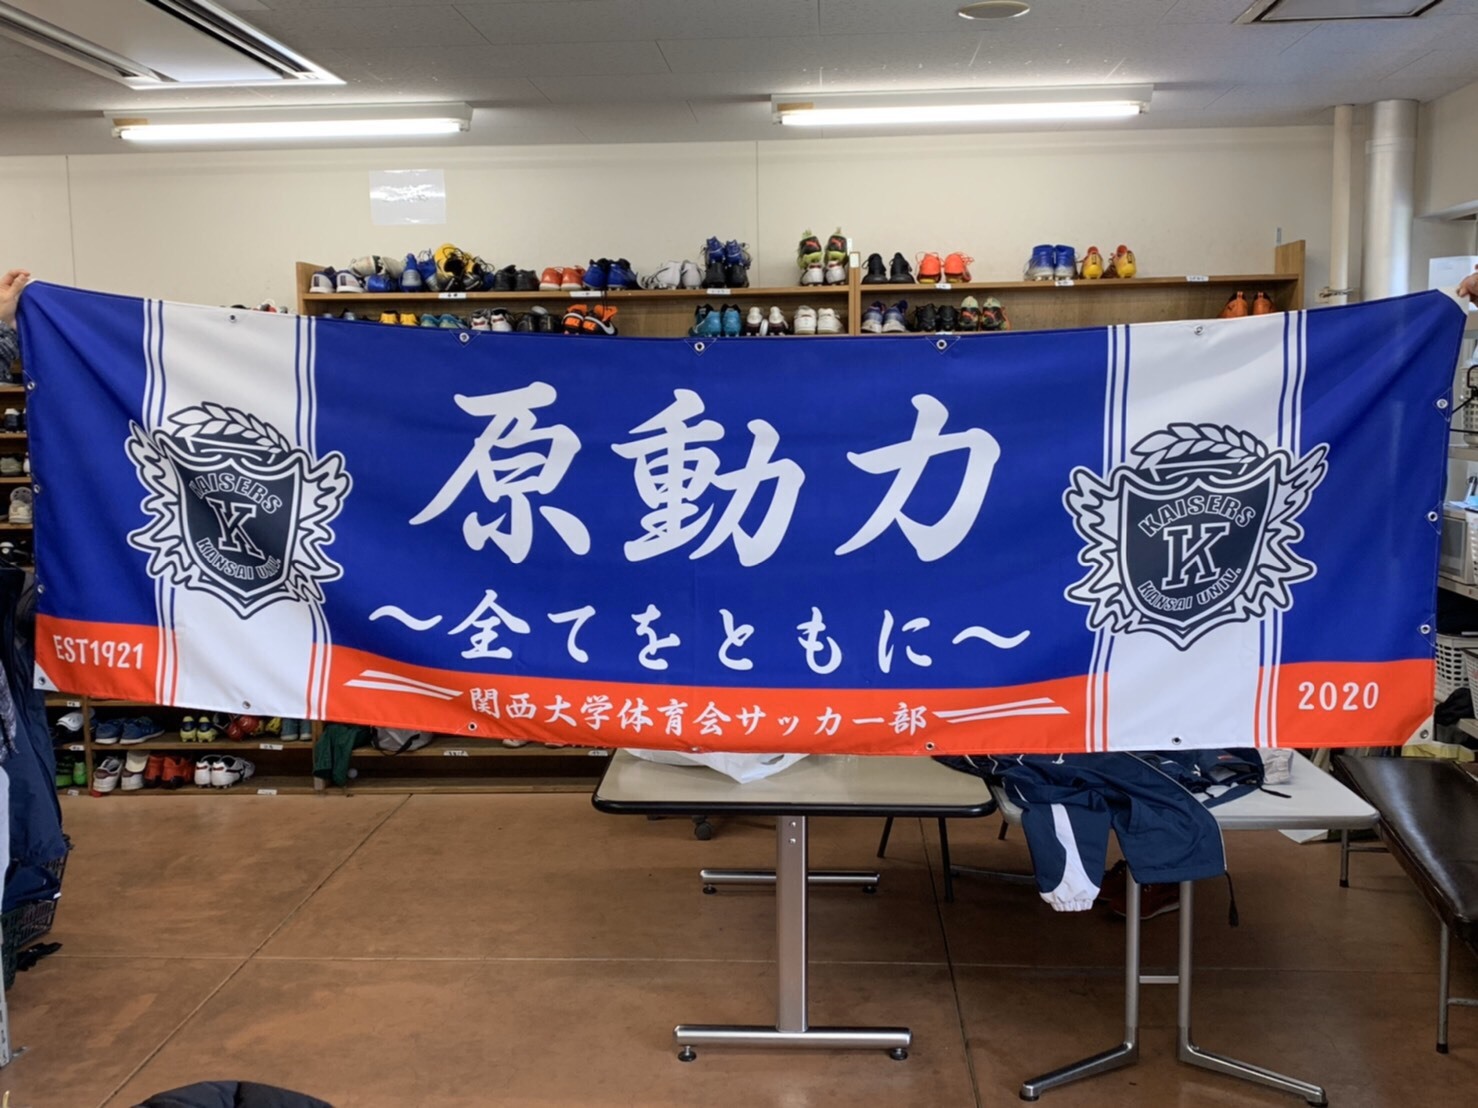 原動力
～全てをともに～
関西大学体育会サッカー部
EST1921
2020
KAISERS
K
KANSAI UNIV.
KAISERS
K
KANSAI UNIV.